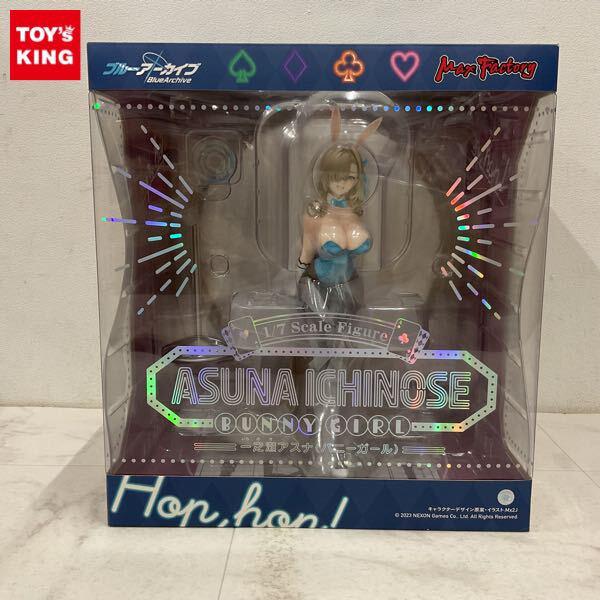 TOY'S
KING
ブルーアーカイブ
BlueArchive
Max Factory
1/7 Scale Figure
ASUNA ICHINOSE
BUNNY GIRL
一之瀬アスナ(バニーガール)
Hop, hop!
キャラクターデザイン原案・イラスト:Mx2J
© 2023 NEXON Games Co., Ltd. All Rights Reserved.